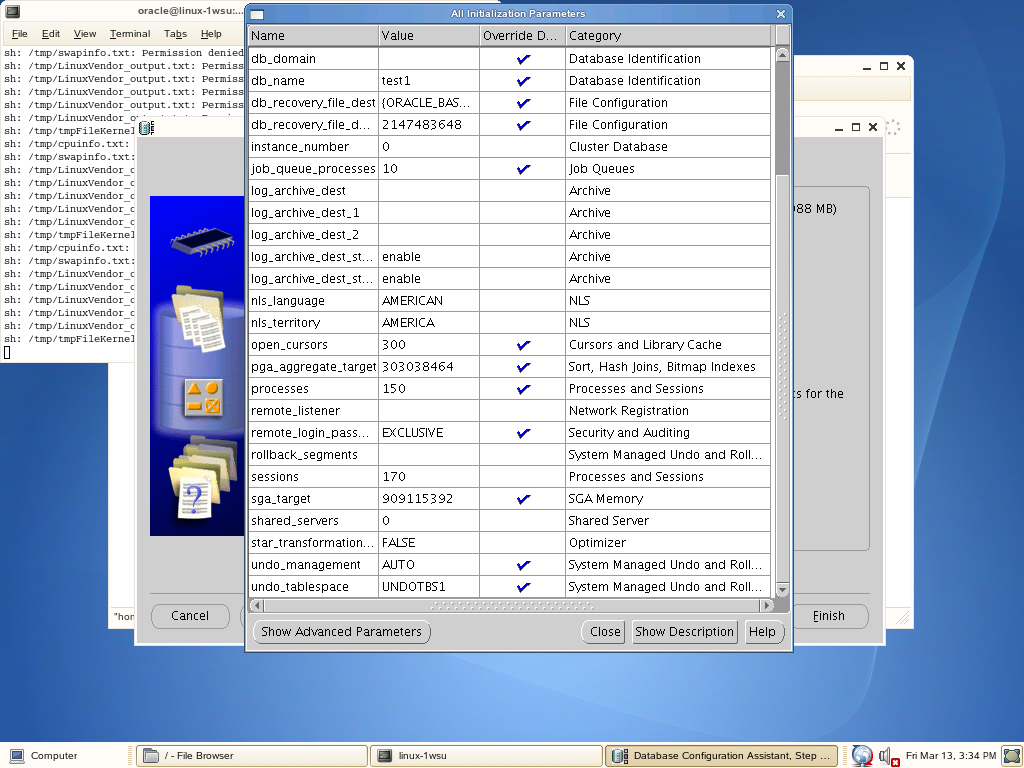 oracle@linux-1wsu:...
File Edit View Terminal Tabs Help
sh: /tmp/swapinfo.txt: Permission denied
sh: /tmp/LinuxVendor_output.txt: Permiss
sh: /tmp/LinuxVendor_output.txt: Permiss
sh: /tmp/LinuxVendor_output.txt: Permiss
sh: /tmp/LinuxVendor_output.txt: Permiss
sh: /tmp/LinuxVendor_o
sh: /tmp/tmpFileKernel
sh: /tmp/cpuinfo.txt:
sh: /tmp/swapinfo.txt:
sh: /tmp/LinuxVendor_o
sh: /tmp/LinuxVendor_o
sh: /tmp/LinuxVendor_o
sh: /tmp/LinuxVendor_o
sh: /tmp/LinuxVendor_o
sh: /tmp/tmpFileKernel
sh: /tmp/cpuinfo.txt:
sh: /tmp/swapinfo.txt:
sh: /tmp/LinuxVendor_o
sh: /tmp/LinuxVendor_o
sh: /tmp/LinuxVendor_o
sh: /tmp/LinuxVendor_o
sh: /tmp/LinuxVendor_o
sh: /tmp/tmpFileKernel
All Initialization Parameters
Name Value Override D... Category
db_domain Database Identification
db_name test1 Database Identification
db_recovery_file_dest {ORACLE_BAS... File Configuration
db_recovery_file_d... 2147483648 File Configuration
instance_number 0 Cluster Database
job_queue_processes 10 Job Queues
log_archive_dest Archive
log_archive_dest_1 Archive
log_archive_dest_2 Archive
log_archive_dest_st... enable Archive
log_archive_dest_st... enable Archive
nls_language AMERICAN NLS
nls_territory AMERICA NLS
open_cursors 300 Cursors and Library Cache
pga_aggregate_target 303038464 Sort, Hash Joins, Bitmap Indexes
processes 150 Processes and Sessions
remote_listener Network Registration
remote_login_pass... EXCLUSIVE Security and Auditing
rollback_segments System Managed Undo and Roll...
sessions 170 Processes and Sessions
sga_target 909115392 SGA Memory
shared_servers 0 Shared Server
star_transformation... FALSE Optimizer
undo_management AUTO System Managed Undo and Roll...
undo_tablespace UNDOTBS1 System Managed Undo and Roll...
Show Advanced Parameters Close Show Description Help
88 MB)
s for the
?
"hom
Cancel
Finish
Computer / - File Browser linux-1wsu Database Configuration Assistant, Step ... Fri Mar 13, 3:34 PM